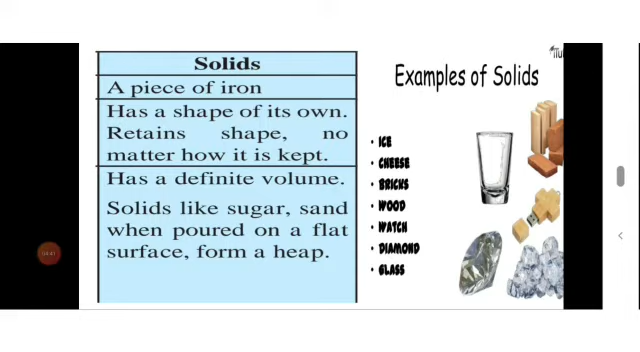 Solids
A piece of iron
Has a shape of its own.
Retains shape, no
matter how it is kept.
Has a definite volume.
Solids like sugar, sand
when poured on a flat
surface, form a heap.
Examples of Solids
• ICE
• CHEESE
• BRICKS
• WOOD
• WATCH
• DIAMOND
• GLASS